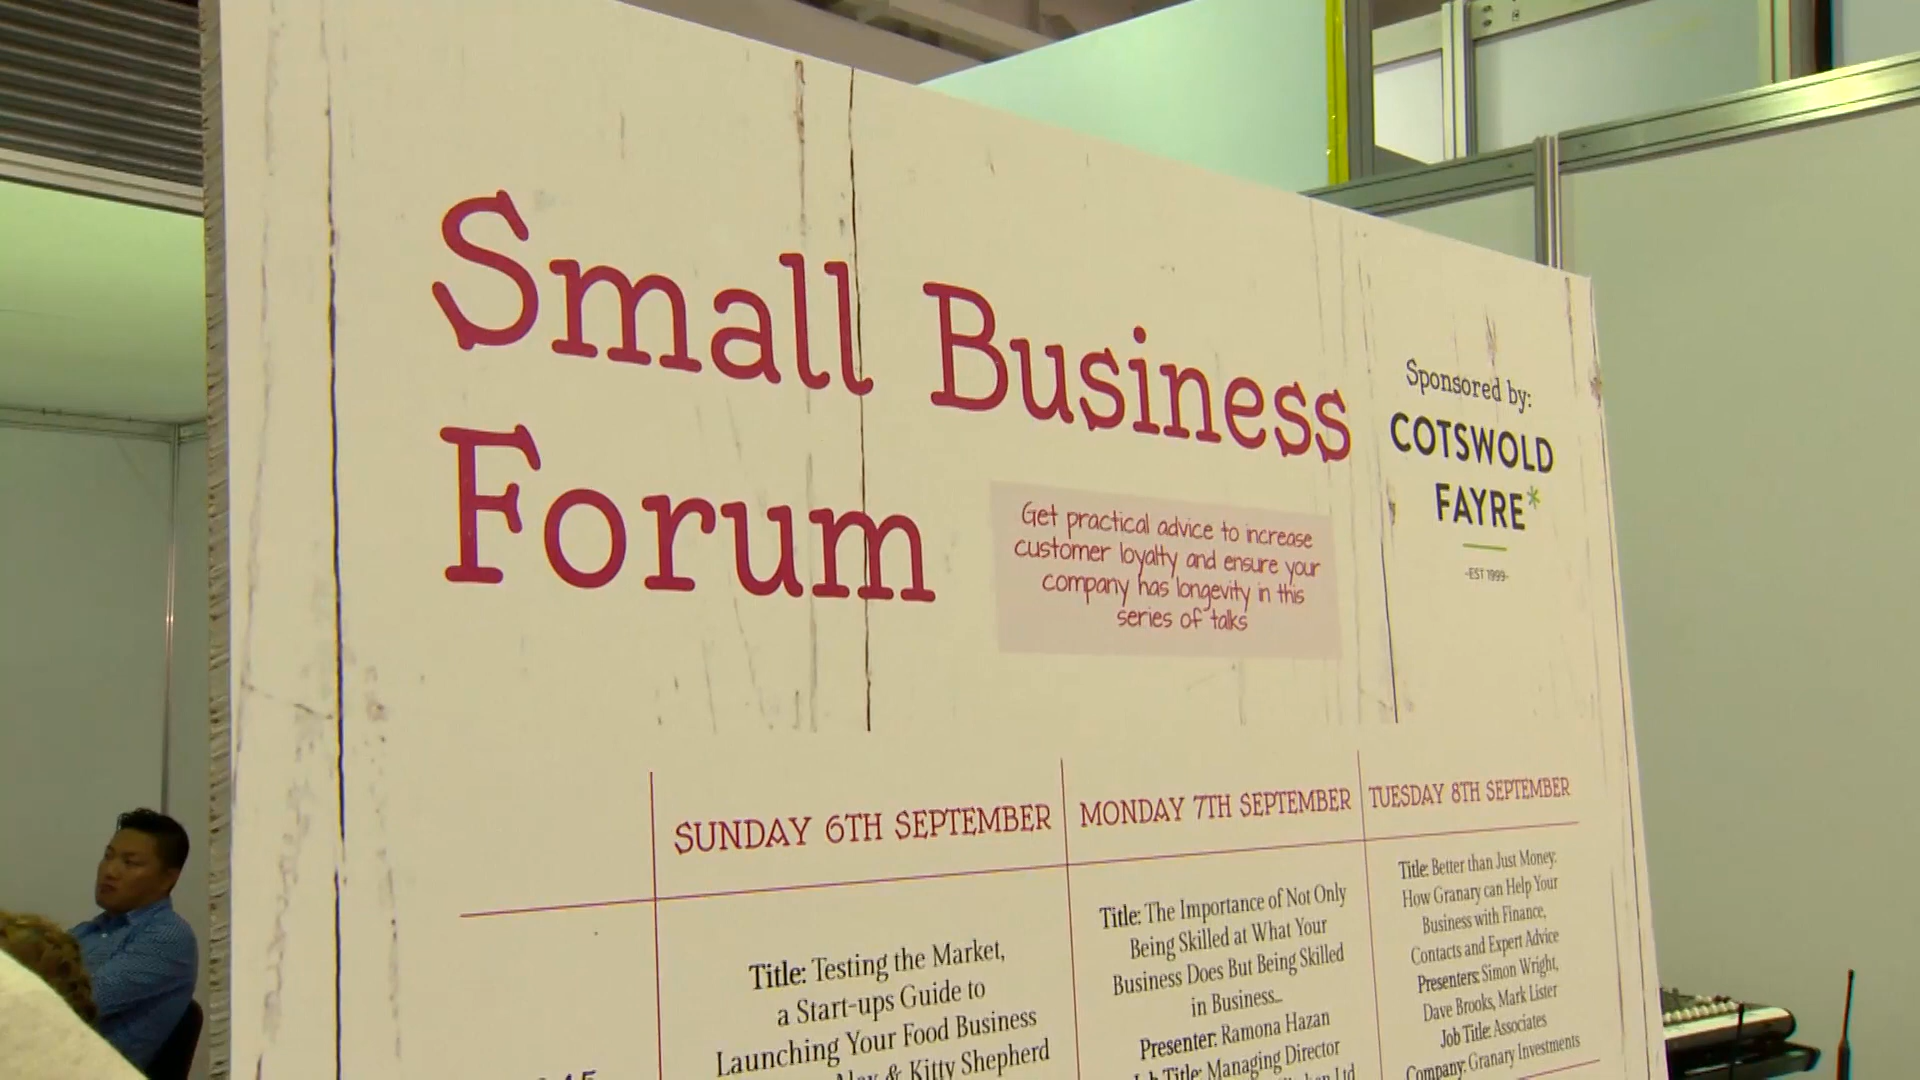 Small Business
Forum
Sponsored by:
COTSWOLD
FAYRE*
-EST 1999-
Get practical advice to increase
customer loyalty and ensure your
company has longevity in this
series of talks
SUNDAY 6TH SEPTEMBER
Title: Testing the Market,
a Start-ups Guide to
Launching Your Food Business
& Kitty Shepherd
MONDAY 7TH SEPTEMBER
Title: The Importance of Not Only
Being Skilled at What Your
Business Does But Being Skilled
in Business...
Presenter: Ramona Hazan
Job Title: Managing Director
Ltd
TUESDAY 8TH SEPTEMBER
Title: Better than Just Money:
How Granary can Help Your
Business with Finance,
Contacts and Expert Advice
Presenters: Simon Wright,
Dave Brooks, Mark Lister
Job Title: Associates
Company: Granary Investments